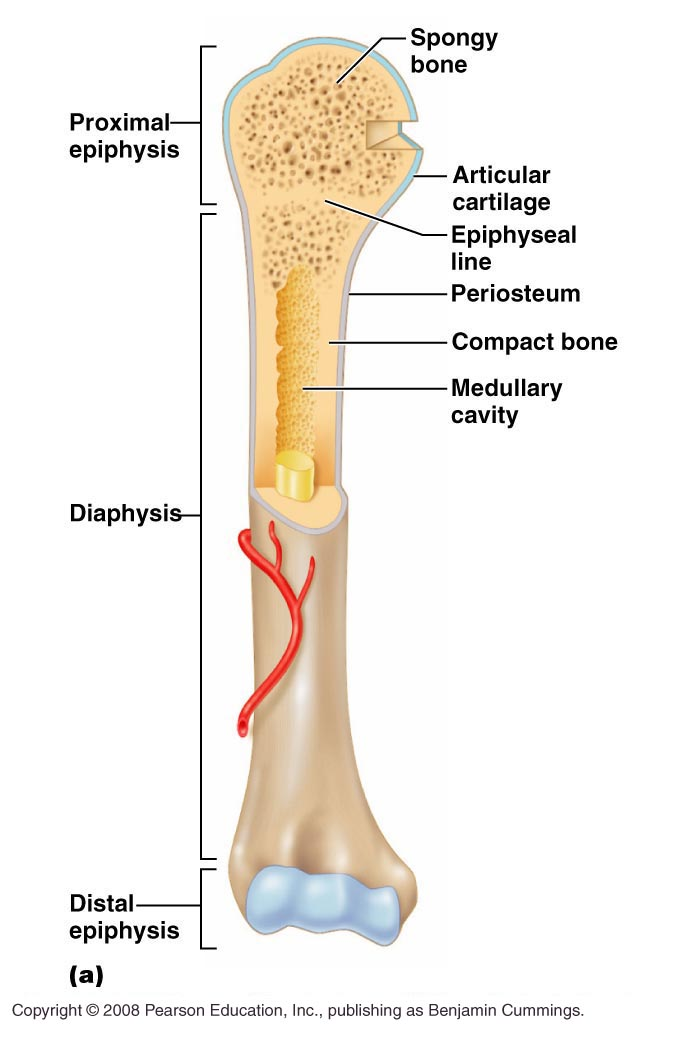 Spongy
bone
Proximal
epiphysis
Articular
cartilage
Epiphyseal
line
Periosteum
Compact bone
Medullary
cavity
Diaphysis
Distal
epiphysis
(a)
Copyright © 2008 Pearson Education, Inc., publishing as Benjamin Cummings.